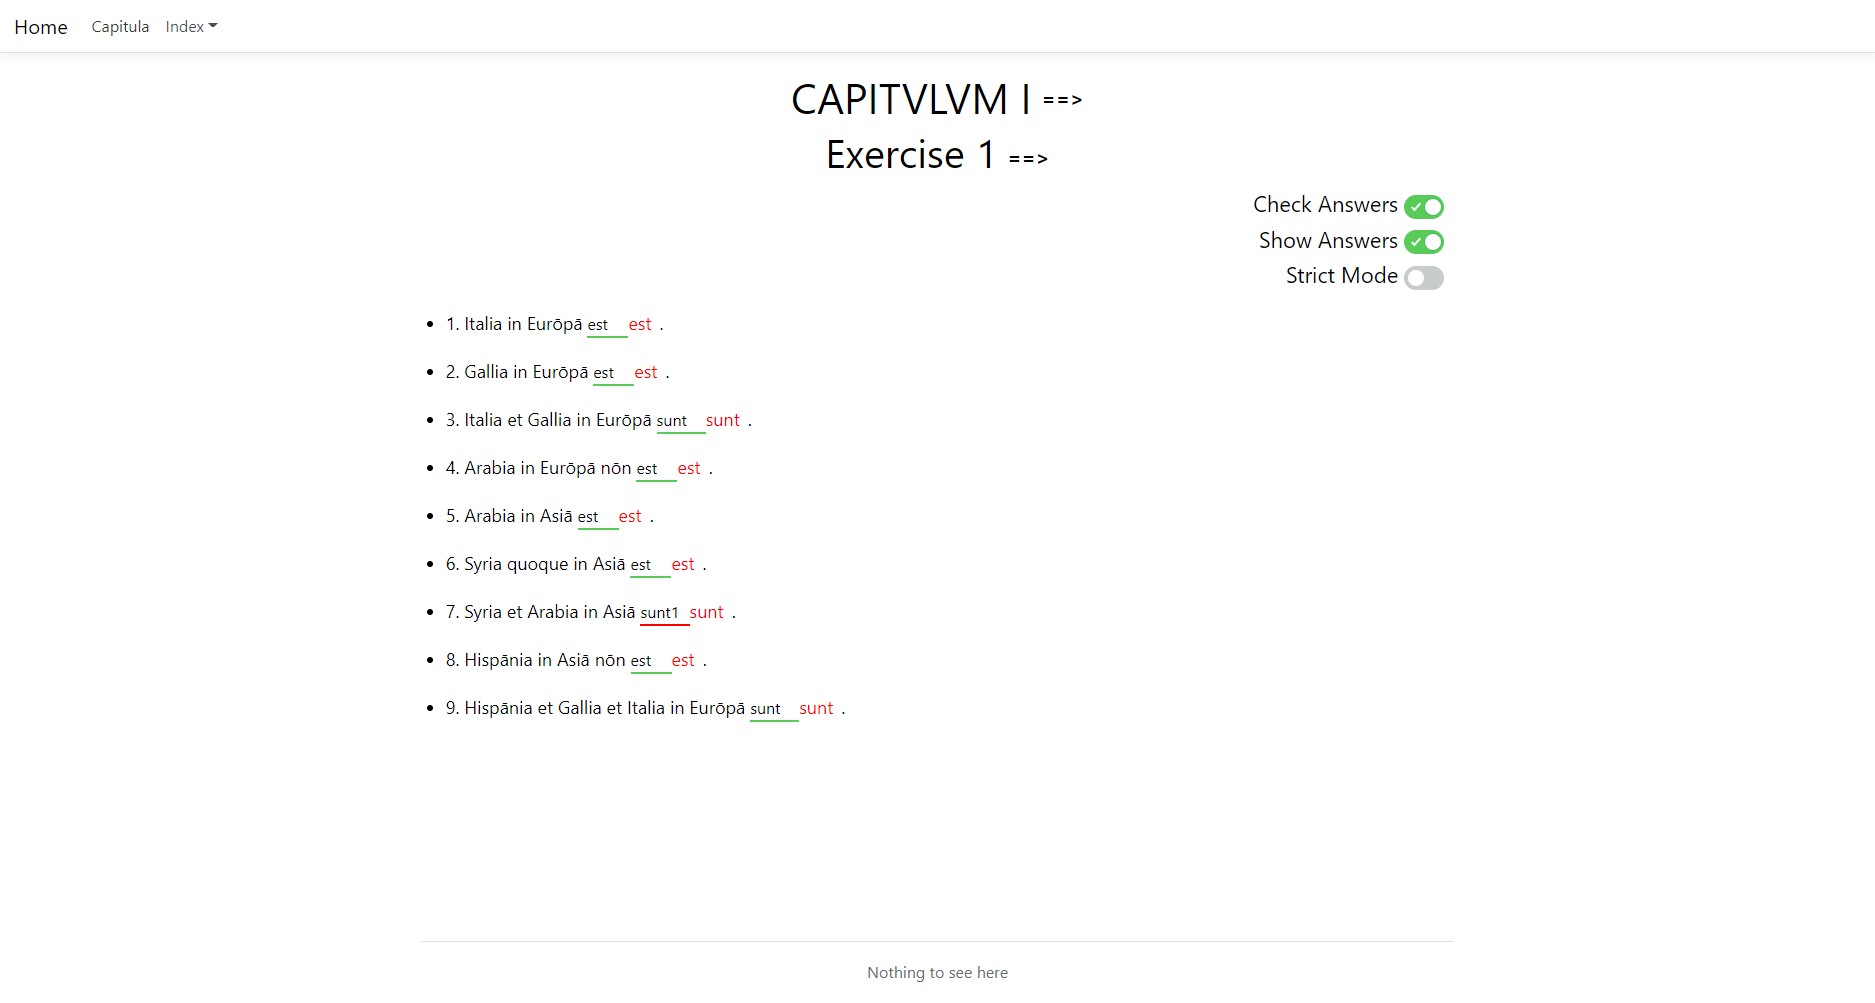 Home Capitula Index
CAPITVLVM I ==>
Exercise 1 ==>
Check Answers
Show Answers
Strict Mode
1. Italia in Eurōpā est est .
2. Gallia in Eurōpā est est .
3. Italia et Gallia in Eurōpā sunt sunt .
4. Arabia in Eurōpā nōn est est .
5. Arabia in Asiā est est .
6. Syria quoque in Asiā est est .
7. Syria et Arabia in Asiā sunt1 sunt .
8. Hispānia in Asiā nōn est est .
9. Hispānia et Gallia et Italia in Eurōpā sunt sunt .
Nothing to see here